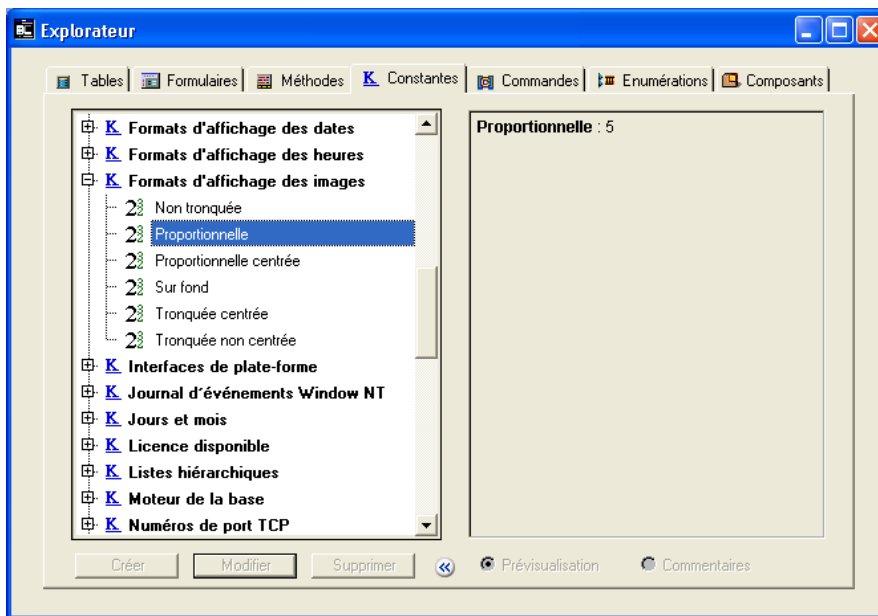 Explorateur
Tables Formulaires Méthodes K Constantes Commandes Enumérations Composants
K Formats d'affichage des dates
K Formats d'affichage des heures
K Formats d'affichage des images
Non tronquée
Proportionnelle
Proportionnelle centrée
Sur fond
Tronquée centrée
Tronquée non centrée
K Interfaces de plate-forme
K Journal d'événements Window NT
K Jours et mois
K Licence disponible
K Listes hiérarchiques
K Moteur de la base
K Numéros de port TCP
Proportionnelle : 5
Créer Modifier Supprimer Prévisualisation Commentaires